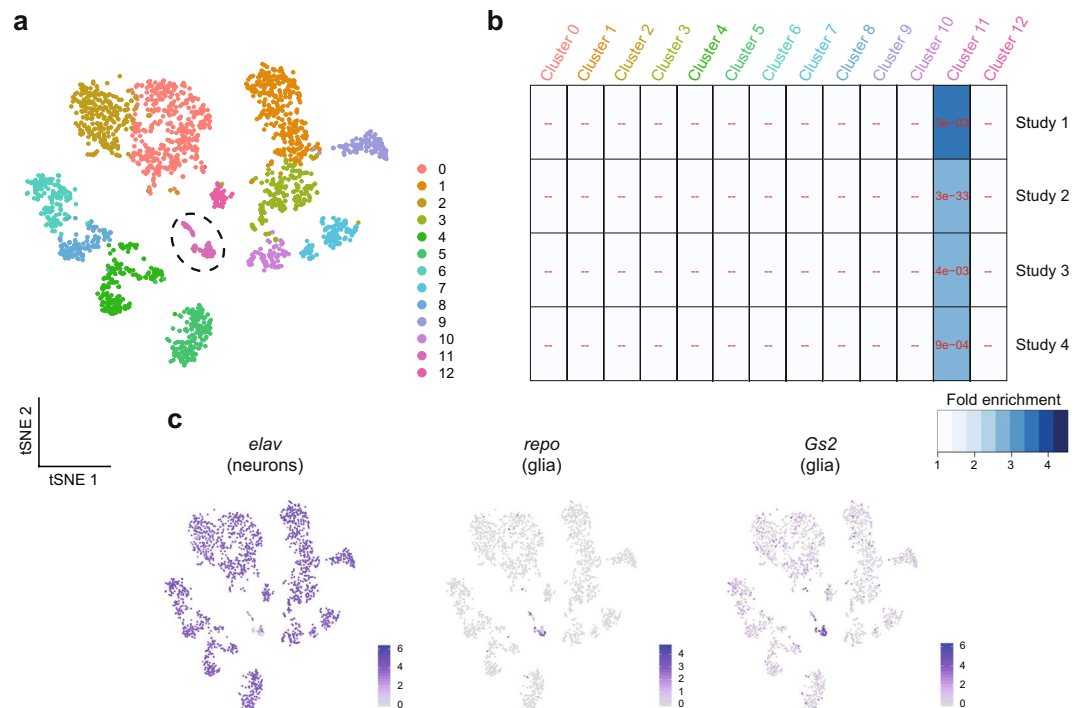 a
b
Cluster 0
Cluster 1
Cluster 2
Cluster 3
Cluster 4
Cluster 5
Cluster 6
Cluster 7
Cluster 8
Cluster 9
Cluster 10
Cluster 11
Cluster 12
-- -- -- -- -- -- -- -- -- -- -- 3e-03 -- Study 1
-- -- -- -- -- -- -- -- -- -- -- 3e-33 -- Study 2
-- -- -- -- -- -- -- -- -- -- -- 4e-03 -- Study 3
-- -- -- -- -- -- -- -- -- -- -- 9e-04 -- Study 4
0
1
2
3
4
5
6
7
8
9
10
11
12
Fold enrichment
1 2 3 4
tSNE 2
tSNE 1
c
elav
(neurons)
repo
(glia)
Gs2
(glia)
6
4
2
0
4
3
2
1
0
6
4
2
0